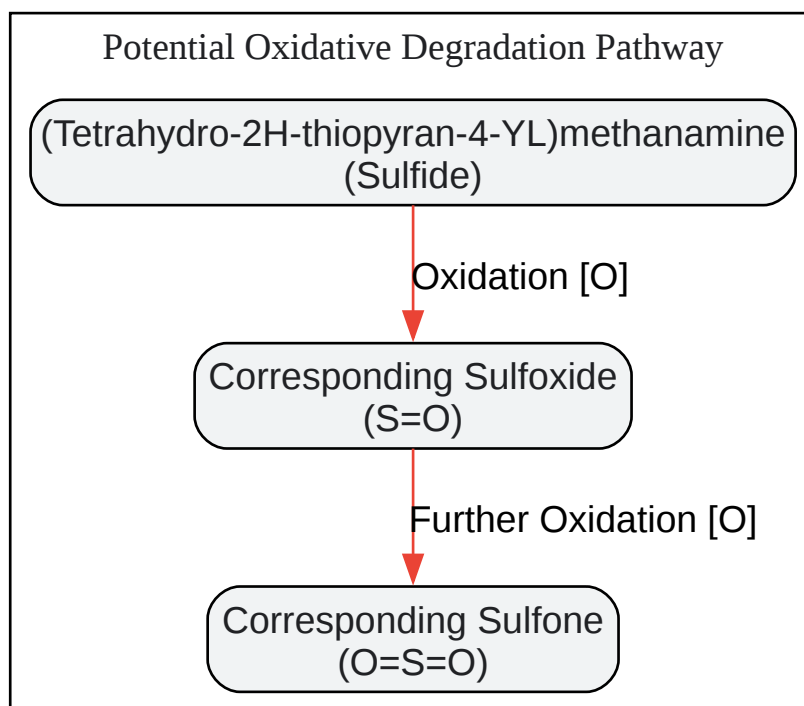 Potential Oxidative Degradation Pathway
(Tetrahydro-2H-thiopyran-4-YL)methanamine
(Sulfide)
Oxidation [O]
Corresponding Sulfoxide
(S=O)
Further Oxidation [O]
Corresponding Sulfone
(O=S=O)